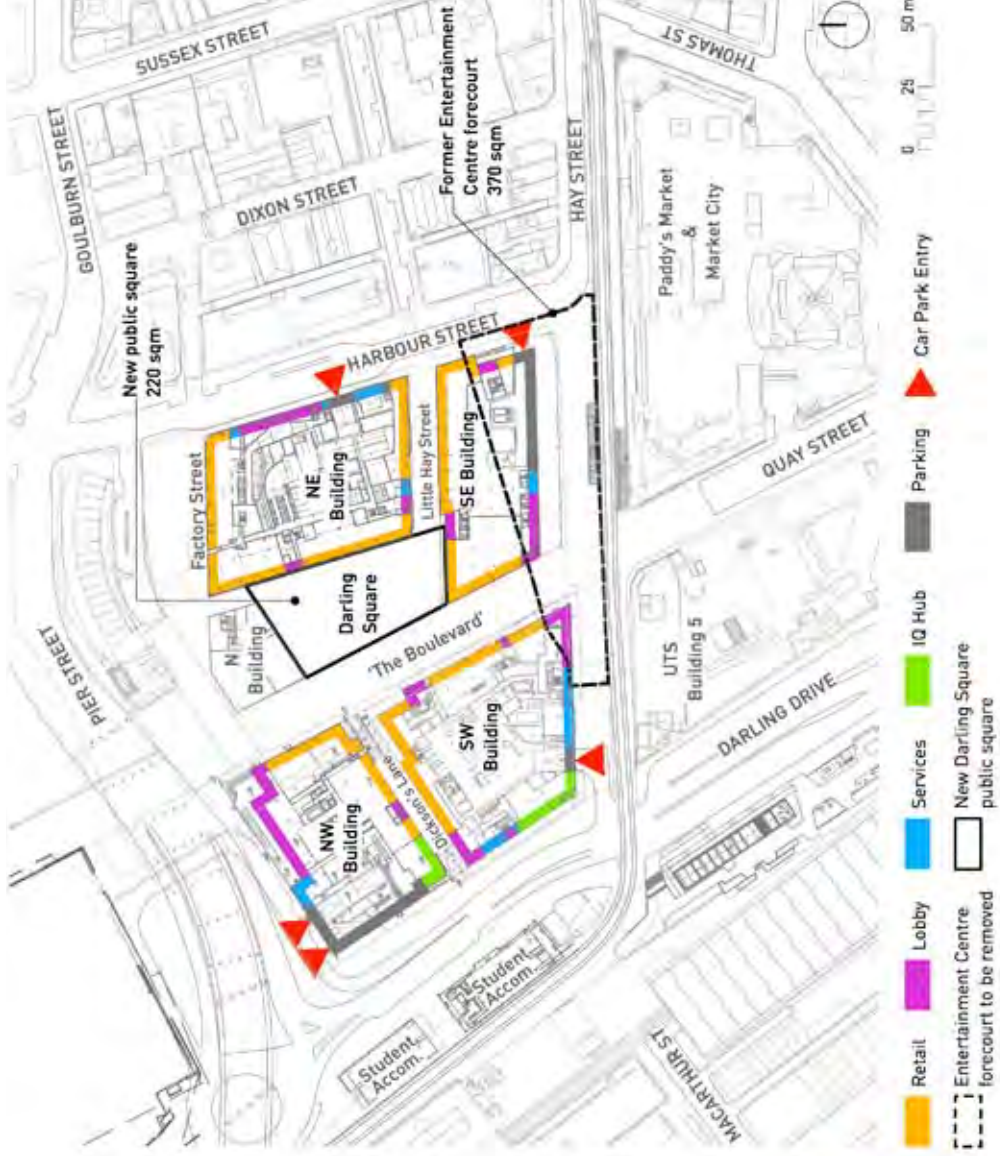 SUSSEX STREET
GOULBURN STREET
DIXON STREET
THOMAS ST
New public square
220 sqm
Former Entertainment
Centre forecourt
370 sqm
HAY STREET
HARBOUR STREET
PIER STREET
Factory Street
NE
Building
Little Hay Street
SE Building
Paddy's Market
&
Market City
N
Building
Darling
Square
'The Boulevard'
QUAY STREET
NW
Building
Dickson's Lane
SW
Building
UTS
Building 5
DARLING DRIVE
Student
Accom.
Student
Accom.
MACARTHUR ST
0 25 50 m
Retail
Lobby
Services
IQ Hub
Parking
Car Park Entry
Entertainment Centre
forecourt to be removed
New Darling Square
public square